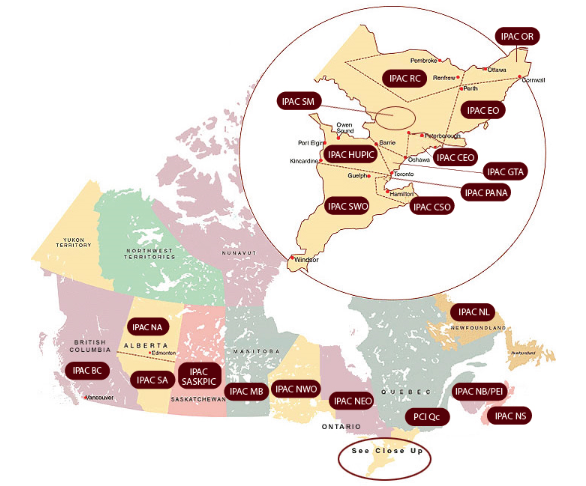 IPAC OR
Pembroke
Ottawa
IPAC RC
Renfrew
Cornwall
Perth
IPAC SM
IPAC EO
Owen
Sound
Peterborough
Port Elgin
Barrie
IPAC HUPIC
IPAC CEO
Kincardine
Oshawa
IPAC GTA
Guelph
Toronto
IPAC PANA
Hamilton
IPAC SWO
IPAC CSO
Windsor
YUKON
TERRITORY
NORTHWEST
TERRITORIES
NUNAVUT
IPAC NL
NEWFOUNDLAND
IPAC NA
BRITISH
COLUMBIA
ALBERTA
Edmonton
MANITOBA
Newfoundland
IPAC BC
IPAC SA
IPAC
SASKPIC
SASKATCHEWAN
IPAC MB
IPAC NWO
IPAC NEO
QUEBEC
IPAC NB/PEI
Vancouver
PCI Qc
IPAC NS
ONTARIO
See Close Up